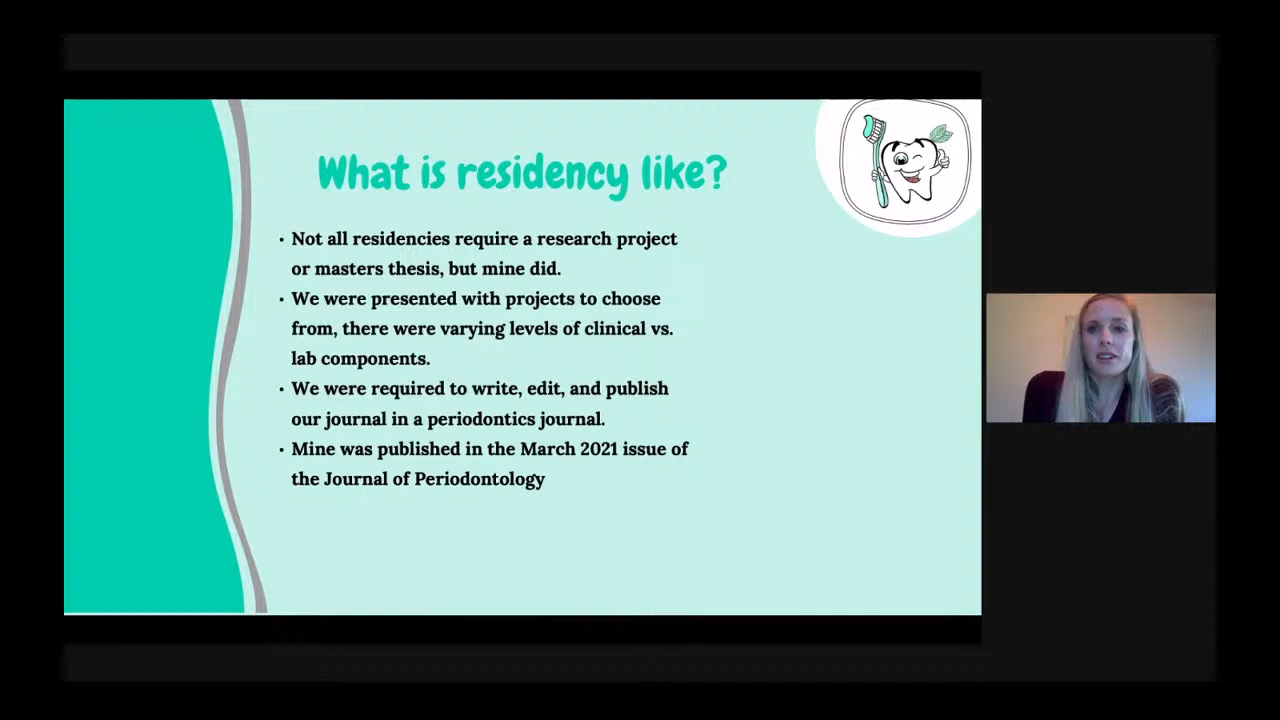 What is residency like?
• Not all residencies require a research project
or masters thesis, but mine did.
• We were presented with projects to choose
from, there were varying levels of clinical vs.
lab components.
• We were required to write, edit, and publish
our journal in a periodontics journal.
• Mine was published in the March 2021 issue of
the Journal of Periodontology